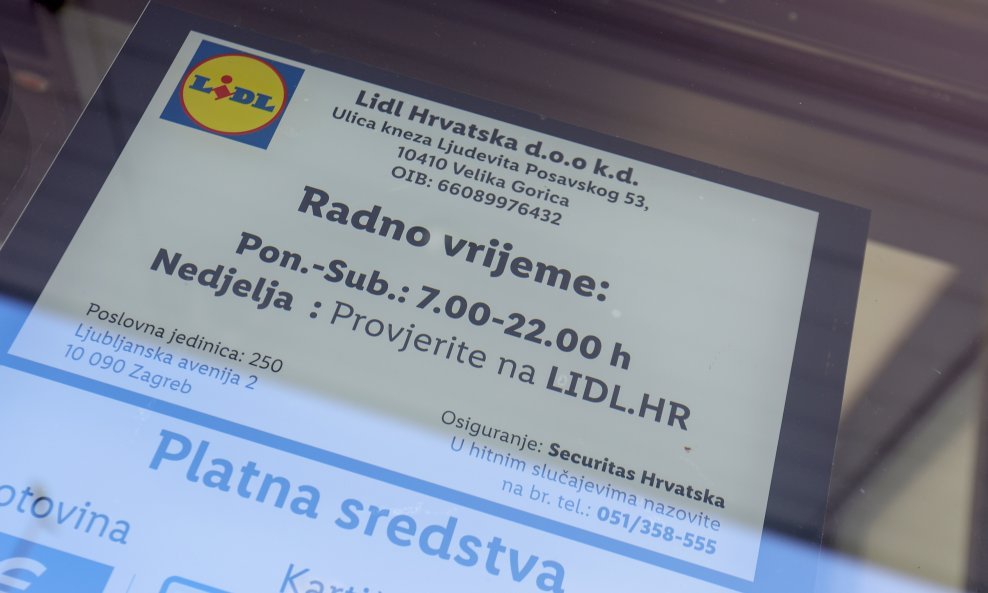 LIDL
Lidl Hrvatska d.o.o k.d.
Ulica kneza Ljudevita Posavskog 53,
10410 Velika Gorica
OIB: 66089976432
Radno vrijeme:
Pon.-Sub.: 7.00-22.00 h
Nedjelja : Provjerite na LIDL.HR
Poslovna jedinica: 250
Ljubljanska avenija 2
10 090 Zagreb
Osiguranje: Securitas Hrvatska
U hitnim slučajevima nazovite
na br. tel.: 051/358-555
Platna sredstva
otovina
€